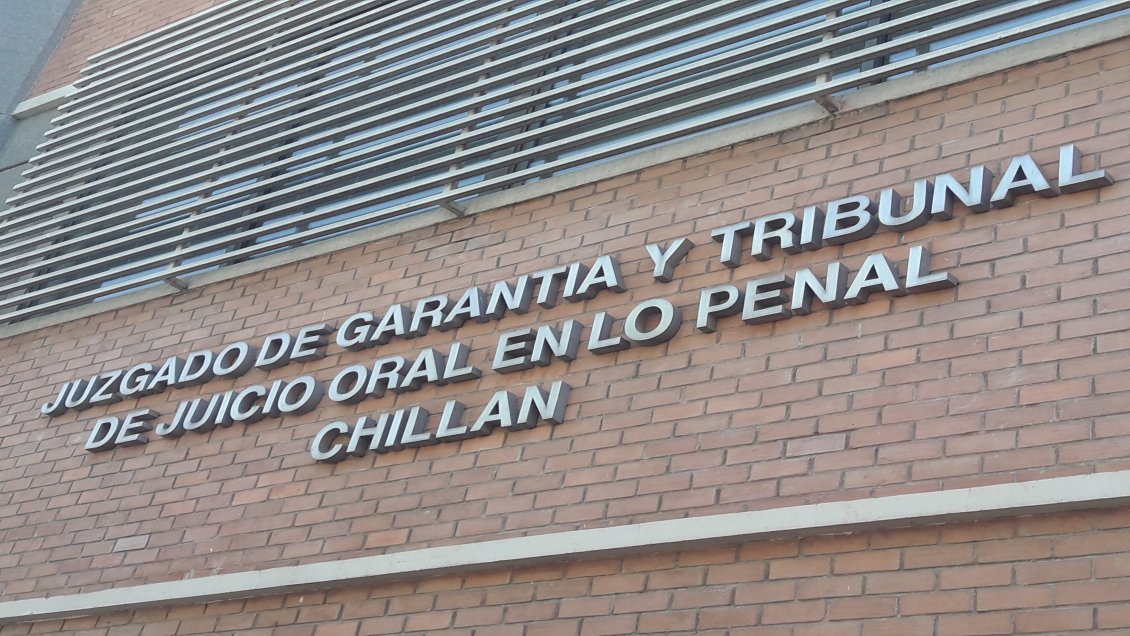 JUZGADO DE GARANTIA Y TRIBUNAL
DE JUICIO ORAL EN LO PENAL
CHILLAN